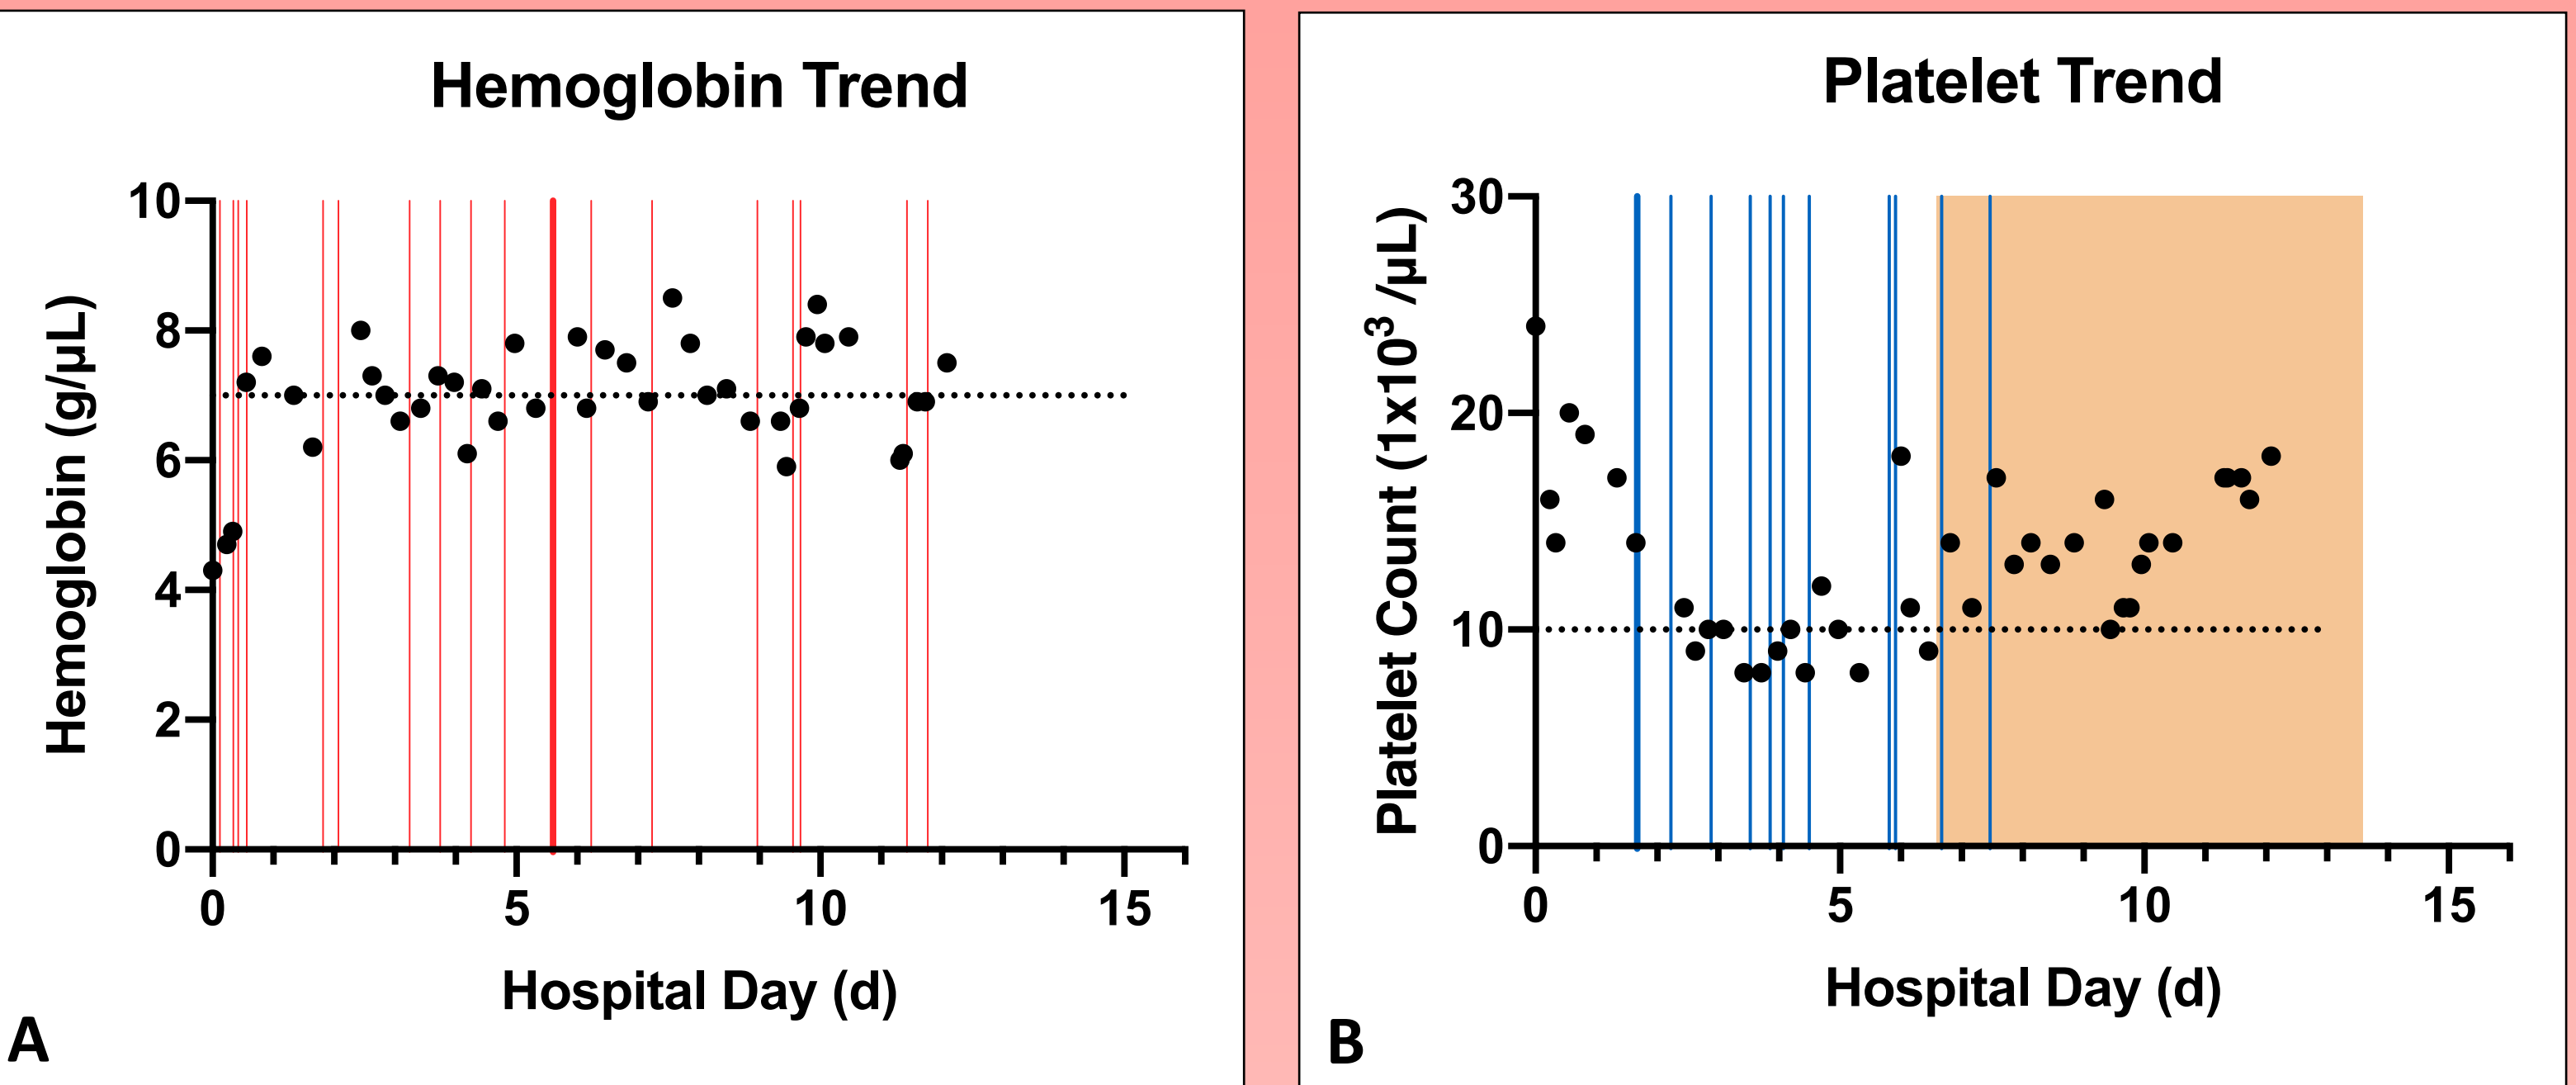 Hemoglobin Trend
Hemoglobin (g/µL)
10
8
6
4
2
0
0 5 10 15
Hospital Day (d)
A
Platelet Trend
Platelet Count (1x10³ /µL)
30
20
10
0
0 5 10 15
Hospital Day (d)
B